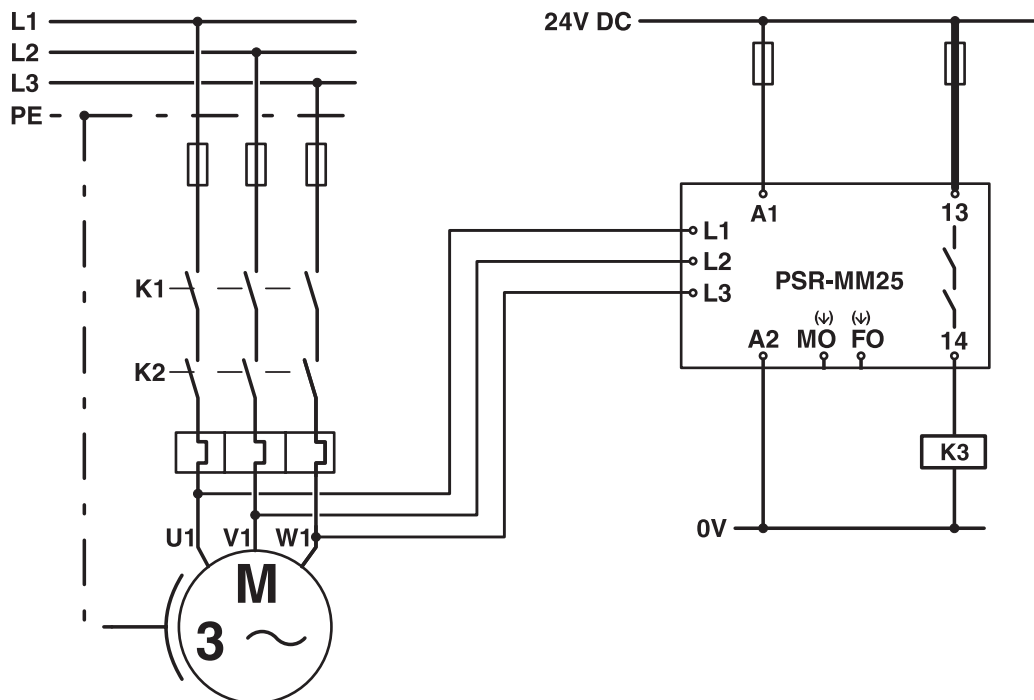 L1
L2
L3
PE
K1
K2
U1 V1 W1
M
3 ~
24V DC
A1 13
L1
L2
L3
PSR-MM25
A2 MO FO 14
(↓) (↓)
K3
0V